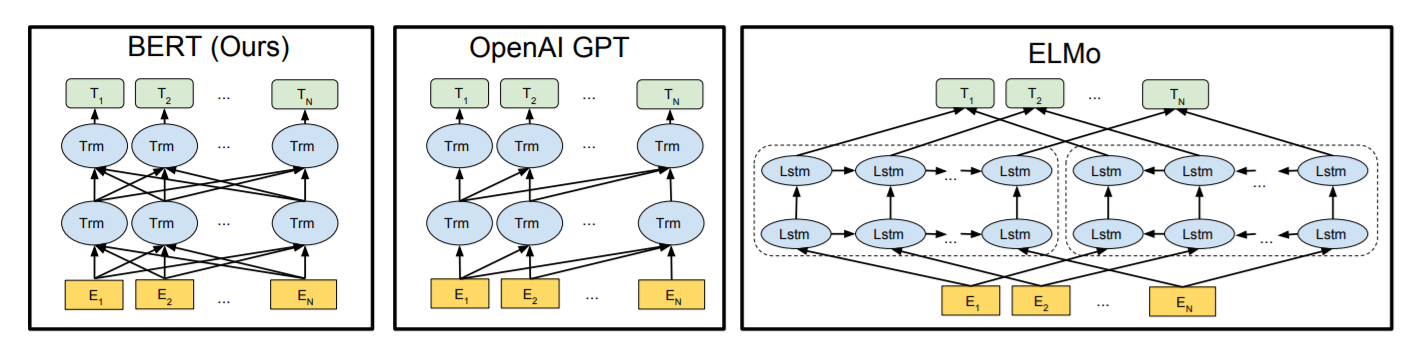 BERT (Ours)
T1 T2 ... TN
Trm Trm ... Trm
Trm Trm ... Trm
E1 E2 ... EN
OpenAI GPT
T1 T2 ... TN
Trm Trm ... Trm
Trm Trm ... Trm
E1 E2 ... EN
ELMo
T1 T2 ... TN
Lstm Lstm ... Lstm Lstm Lstm ... Lstm
Lstm Lstm ... Lstm Lstm Lstm ... Lstm
E1 E2 ... EN